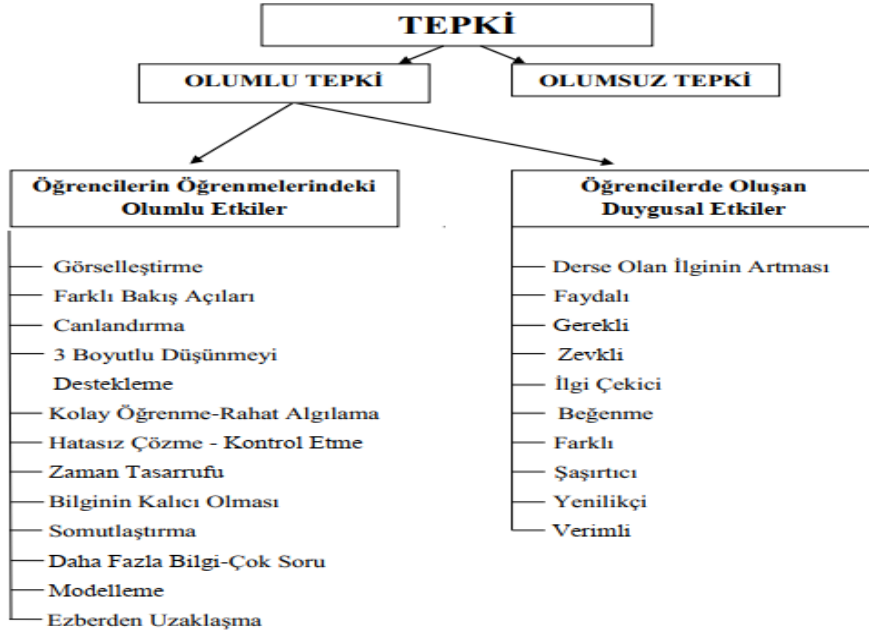 TEPKİ
OLUMLU TEPKİ
OLUMSUZ TEPKİ
Öğrencilerin Öğrenmelerindeki
Olumlu Etkiler
Görselleştirme
Farklı Bakış Açıları
Canlandırma
3 Boyutlu Düşünmeyi
Destekleme
Kolay Öğrenme-Rahat Algılama
Hatasız Çözme - Kontrol Etme
Zaman Tasarrufu
Bilginin Kalıcı Olması
Somutlaştırma
Daha Fazla Bilgi-Çok Soru
Modelleme
Ezberden Uzaklaşma
Öğrencilerde Oluşan
Duygusal Etkiler
Derse Olan İlginin Artması
Faydalı
Gerekli
Zevkli
İlgi Çekici
Beğenme
Farklı
Şaşırtıcı
Yenilikçi
Verimli